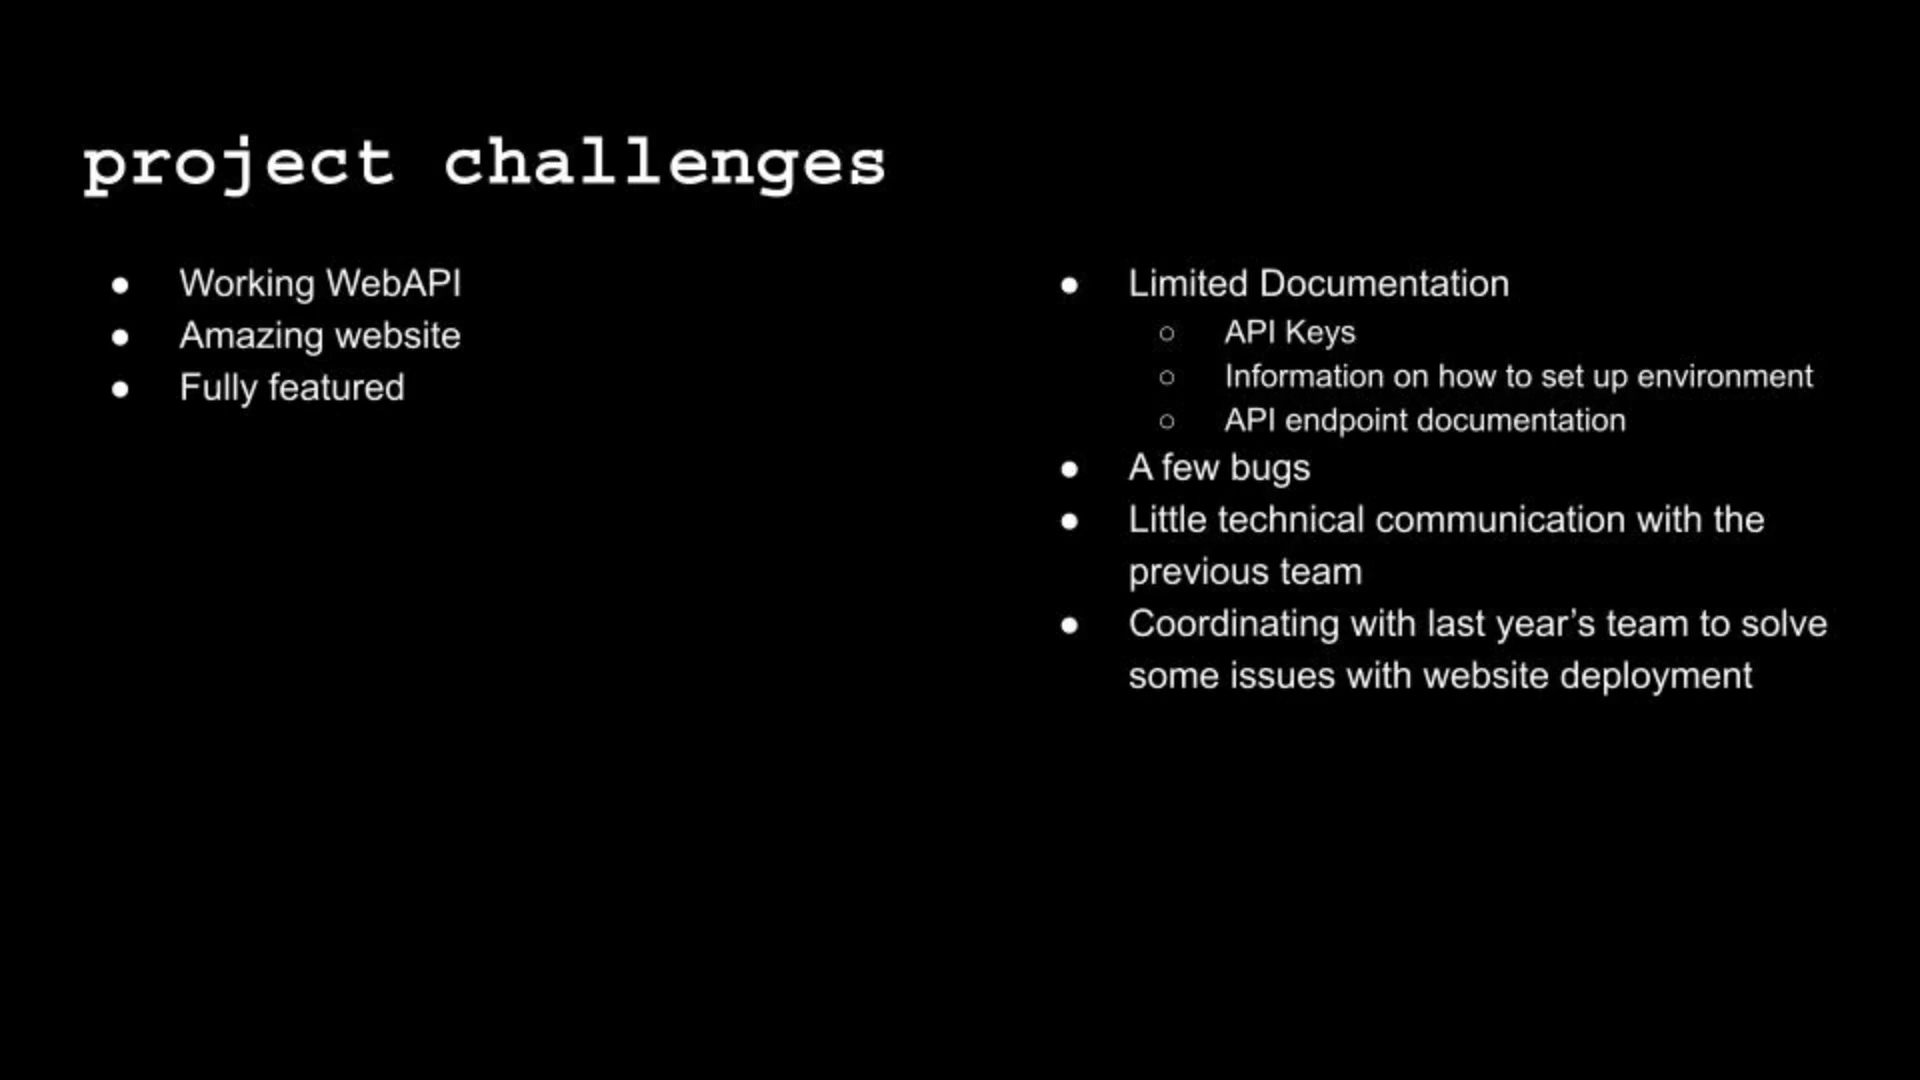 project challenges
● Working WebAPI
● Amazing website
● Fully featured
● Limited Documentation
○ API Keys
○ Information on how to set up environment
○ API endpoint documentation
● A few bugs
● Little technical communication with the
previous team
● Coordinating with last year’s team to solve
some issues with website deployment